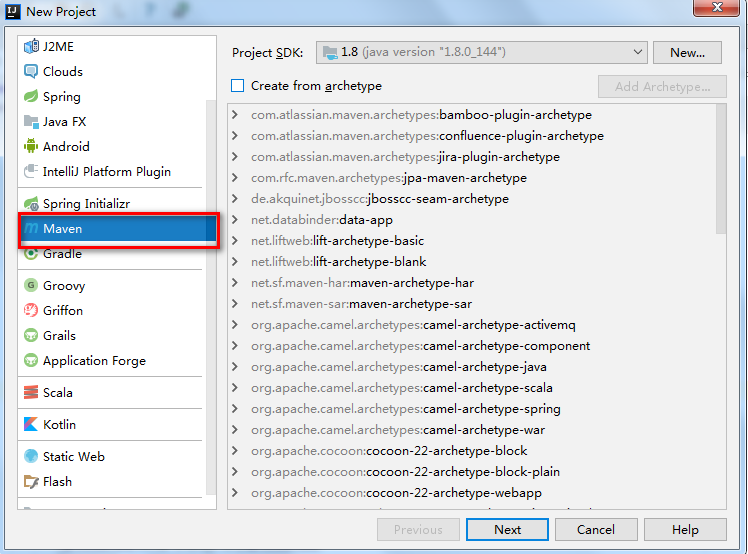 New Project
J2ME
Clouds
Spring
Java FX
Android
IntelliJ Platform Plugin
Spring Initializr
Maven
Gradle
Groovy
Griffon
Grails
Application Forge
Scala
Kotlin
Static Web
Flash
Project SDK: 1.8 (java version "1.8.0_144") New...
Create from archetype Add Archetype...
com.atlassian.maven.archetypes:bamboo-plugin-archetype
com.atlassian.maven.archetypes:confluence-plugin-archetype
com.atlassian.maven.archetypes:jira-plugin-archetype
com.rfc.maven.archetypes:jpa-maven-archetype
de.akquinet.jbosscc:jbosscc-seam-archetype
net.databinder:data-app
net.liftweb:lift-archetype-basic
net.liftweb:lift-archetype-blank
net.sf.maven-har:maven-archetype-har
net.sf.maven-sar:maven-archetype-sar
org.apache.camel.archetypes:camel-archetype-activemq
org.apache.camel.archetypes:camel-archetype-component
org.apache.camel.archetypes:camel-archetype-java
org.apache.camel.archetypes:camel-archetype-scala
org.apache.camel.archetypes:camel-archetype-spring
org.apache.camel.archetypes:camel-archetype-war
org.apache.cocoon:cocoon-22-archetype-block
org.apache.cocoon:cocoon-22-archetype-block-plain
org.apache.cocoon:cocoon-22-archetype-webapp
Previous Next Cancel Help